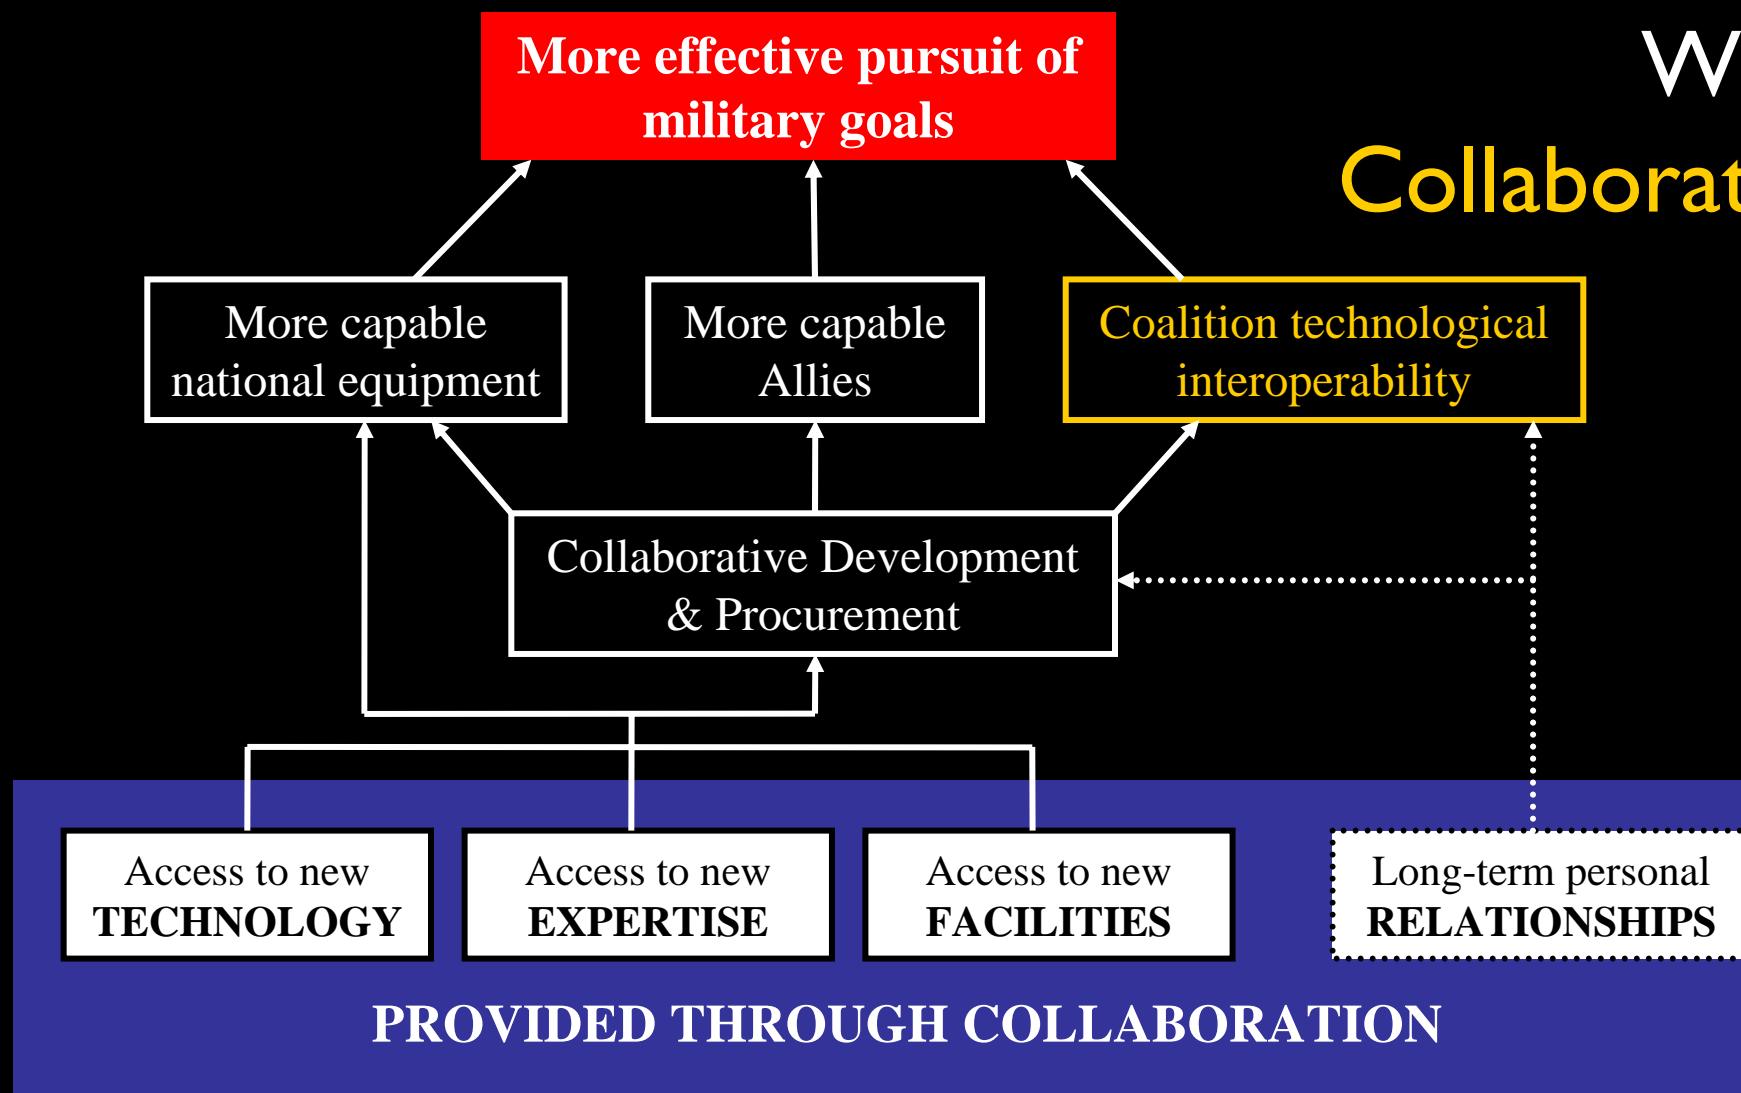 More effective pursuit of
military goals
W
Collaborat
More capable
national equipment
More capable
Allies
Coalition technological
interoperability
Collaborative Development
& Procurement
Access to new
TECHNOLOGY
Access to new
EXPERTISE
Access to new
FACILITIES
Long-term personal
RELATIONSHIPS
PROVIDED THROUGH COLLABORATION